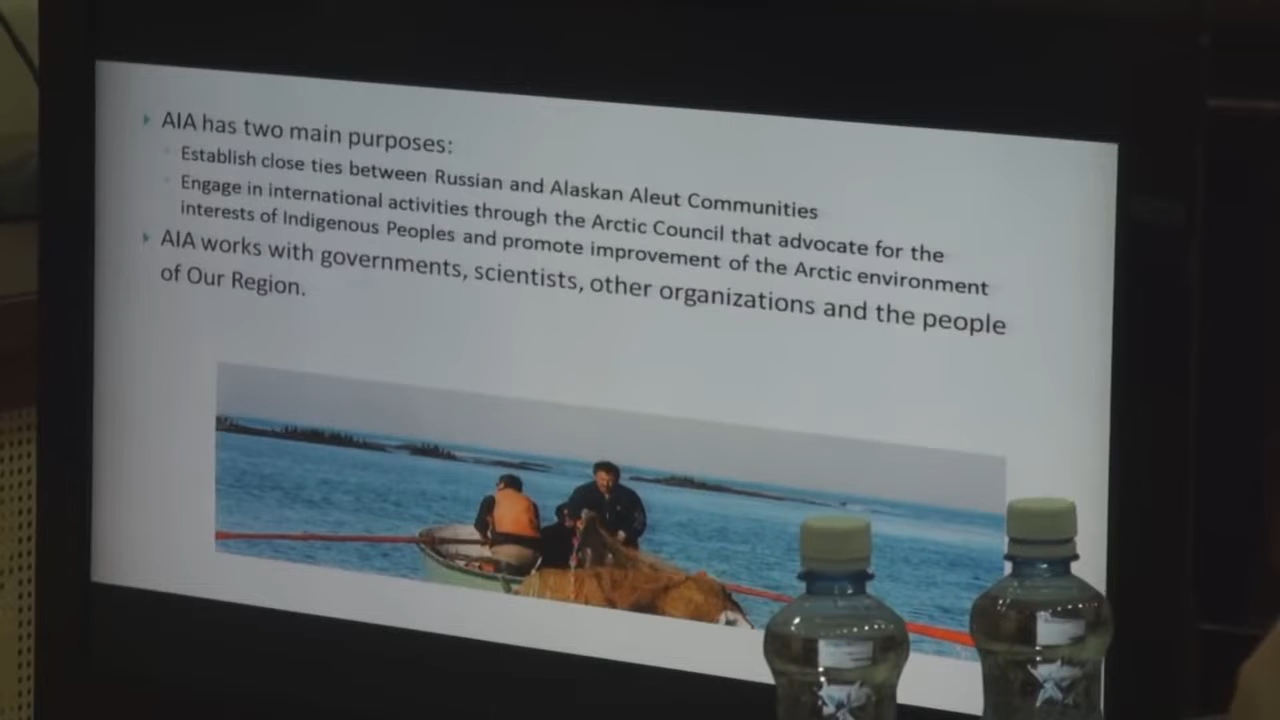 AIA has two main purposes:
Establish close ties between Russian and Alaskan Aleut Communities
Engage in international activities through the Arctic Council that advocate for the
interests of Indigenous Peoples and promote improvement of the Arctic environment
AIA works with governments, scientists, other organizations and the people
of Our Region.